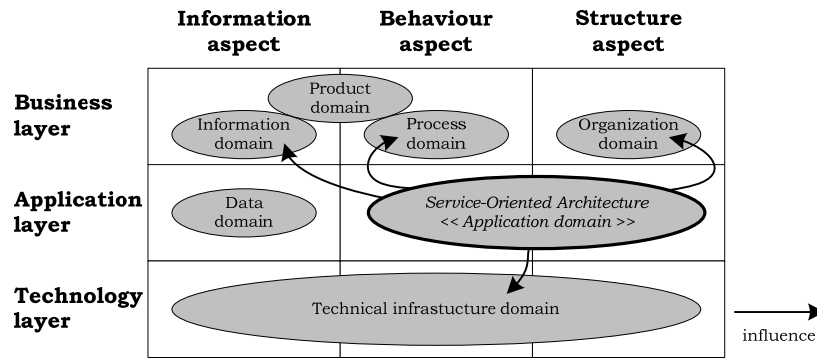 Information aspect
Behaviour aspect
Structure aspect
Business layer
Product domain
Information domain
Process domain
Organization domain
Application layer
Data domain
Service-Oriented Architecture
<< Application domain >>
Technology layer
Technical infrastucture domain
influence